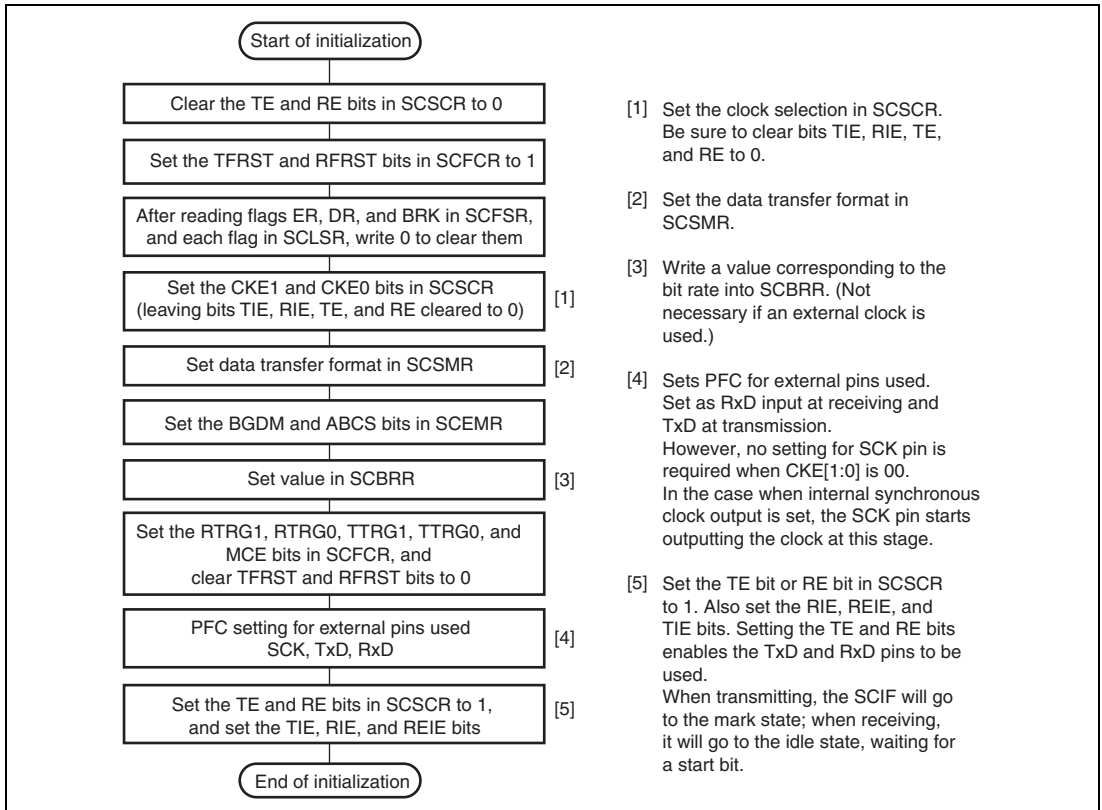 Start of initialization
Clear the TE and RE bits in SCSCR to 0
Set the TFRST and RFRST bits in SCFCR to 1
After reading flags ER, DR, and BRK in SCFSR,
and each flag in SCLSR, write 0 to clear them
Set the CKE1 and CKE0 bits in SCSCR
(leaving bits TIE, RIE, TE, and RE cleared to 0)
[1]
Set data transfer format in SCSMR
[2]
Set the BGDM and ABCS bits in SCEMR
Set value in SCBRR
[3]
Set the RTRG1, RTRG0, TTRG1, TTRG0, and
MCE bits in SCFCR, and
clear TFRST and RFRST bits to 0
PFC setting for external pins used
SCK, TxD, RxD
[4]
Set the TE and RE bits in SCSCR to 1,
and set the TIE, RIE, and REIE bits
[5]
End of initialization
[1] Set the clock selection in SCSCR.
Be sure to clear bits TIE, RIE, TE,
and RE to 0.
[2] Set the data transfer format in
SCSMR.
[3] Write a value corresponding to the
bit rate into SCBRR. (Not
necessary if an external clock is
used.)
[4] Sets PFC for external pins used.
Set as RxD input at receiving and
TxD at transmission.
However, no setting for SCK pin is
required when CKE[1:0] is 00.
In the case when internal synchronous
clock output is set, the SCK pin starts
outputting the clock at this stage.
[5] Set the TE bit or RE bit in SCSCR
to 1. Also set the RIE, REIE, and
TIE bits. Setting the TE and RE bits
enables the TxD and RxD pins to be
used.
When transmitting, the SCIF will go
to the mark state; when receiving,
it will go to the idle state, waiting for
a start bit.